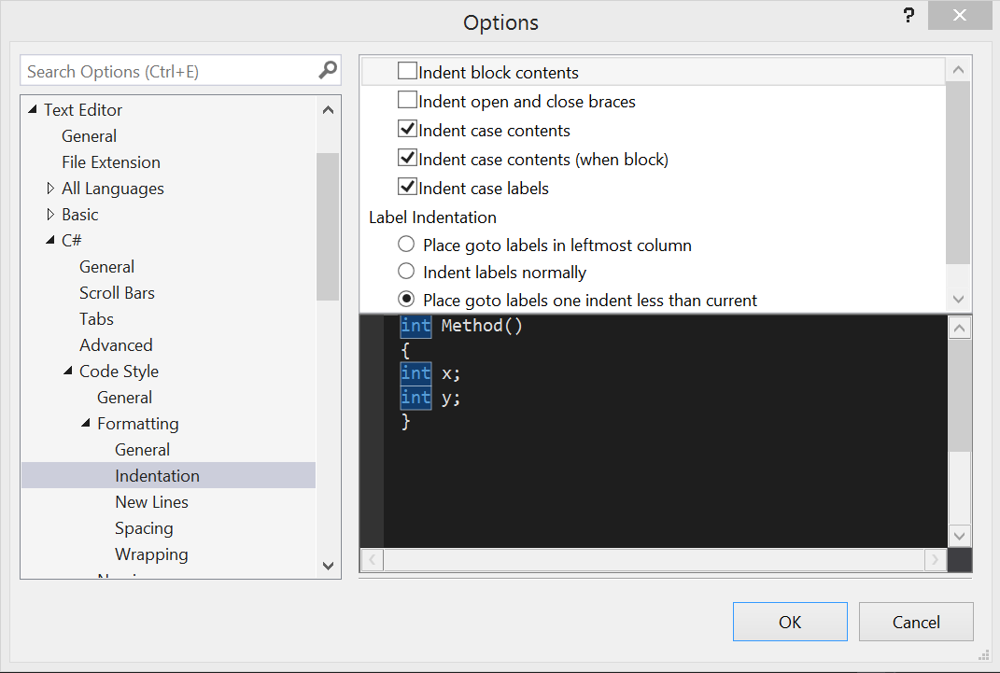 Options
?
Search Options (Ctrl+E)
Text Editor
General
File Extension
All Languages
Basic
C#
General
Scroll Bars
Tabs
Advanced
Code Style
General
Formatting
General
Indentation
New Lines
Spacing
Wrapping
Indent block contents
Indent open and close braces
Indent case contents
Indent case contents (when block)
Indent case labels
Label Indentation
Place goto labels in leftmost column
Indent labels normally
Place goto labels one indent less than current
int Method()
{
int x;
int y;
}
OK
Cancel